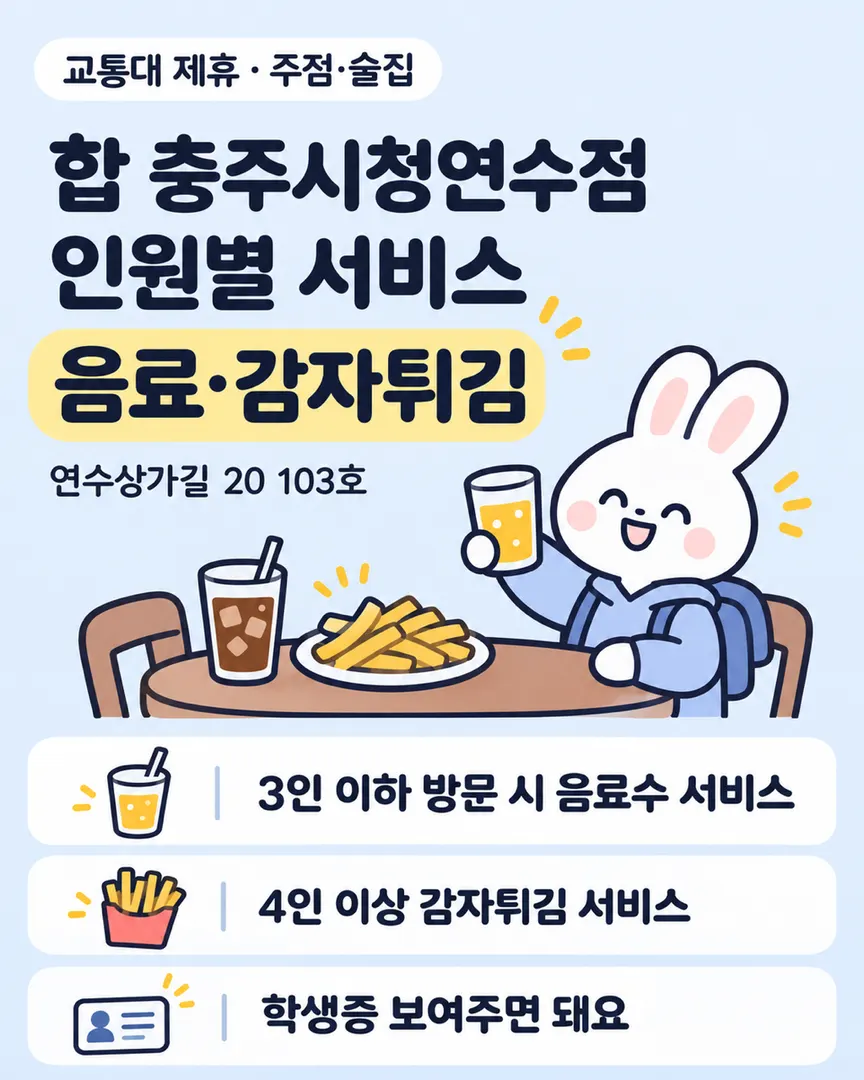 교통대 제휴 · 주점·술집
합 충주시청연수점
인원별 서비스
음료·감자튀김
연수상가길 20 103호
3인 이하 방문 시 음료수 서비스
4인 이상 감자튀김 서비스
학생증 보여주면 돼요